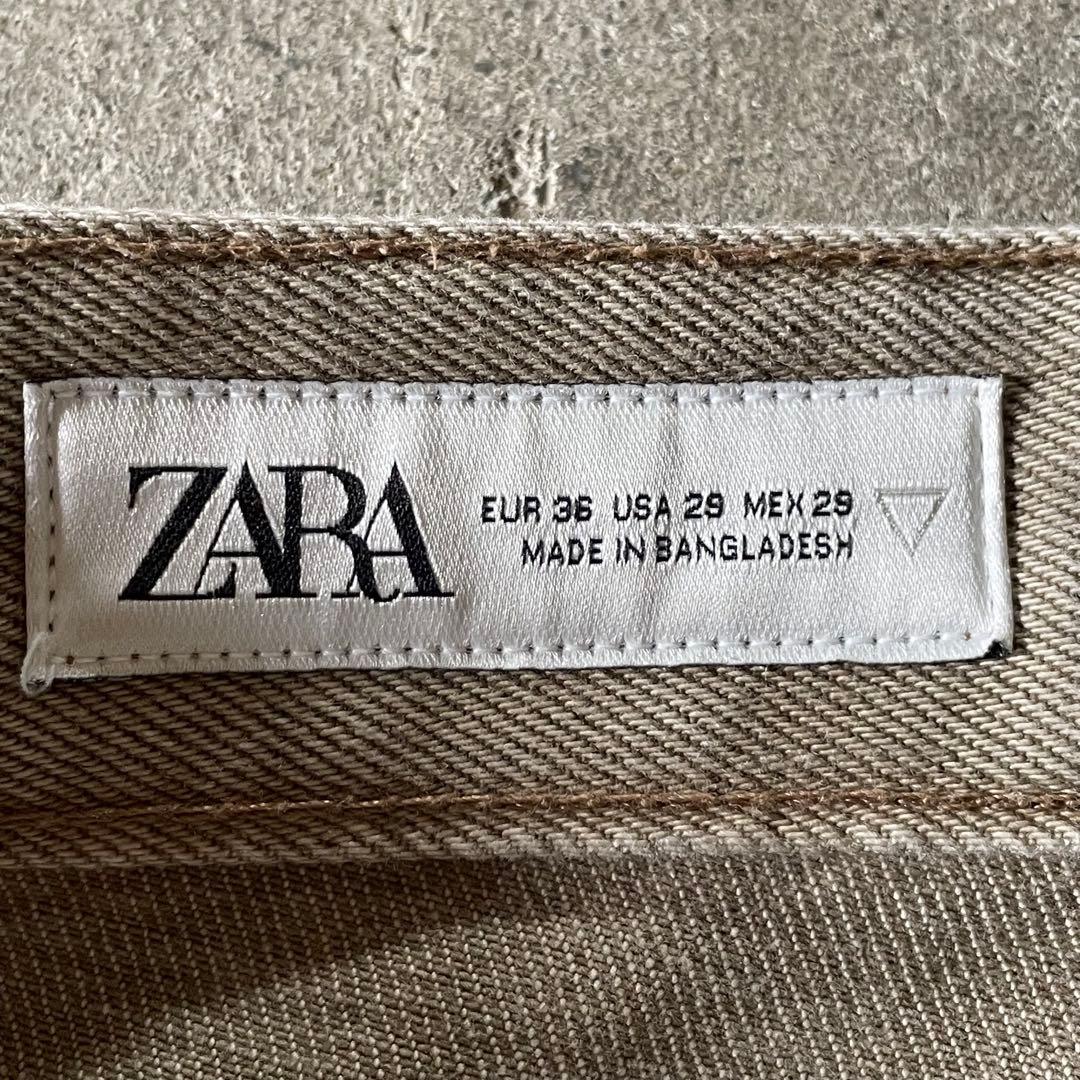 ZARA
EUR 36 USA 29 MEX 29
MADE IN BANGLADESH